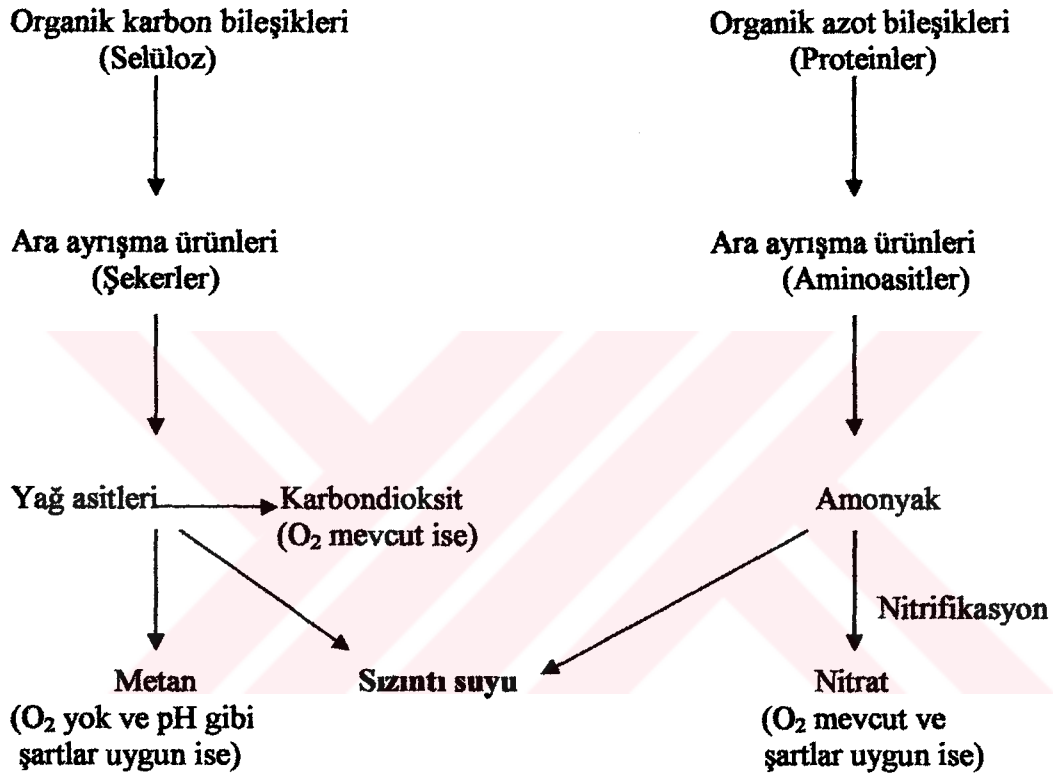 Organik karbon bileşikleri
(Selüloz)
Organik azot bileşikleri
(Proteinler)
Ara ayrışma ürünleri
(Şekerler)
Ara ayrışma ürünleri
(Aminoasitler)
Yağ asitleri
Karbondioksit
(O₂ mevcut ise)
Amonyak
Nitrifikasyon
Metan
(O₂ yok ve pH gibi
şartlar uygun ise)
Sızıntı suyu
Nitrat
(O₂ mevcut ve
şartlar uygun ise)